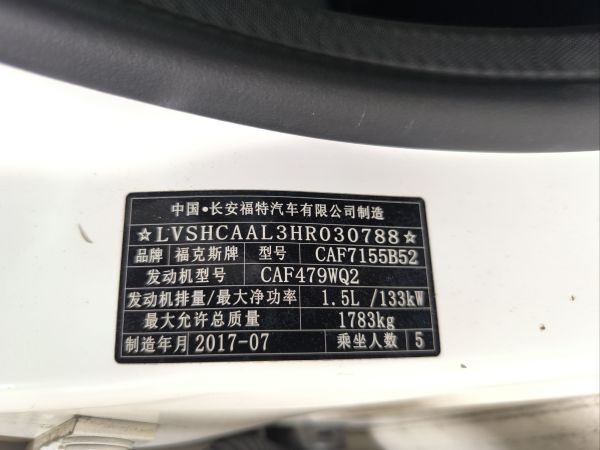 中国·长安福特汽车有限公司制造
☆LVSHCAAL3HR030788☆
品牌 福克斯牌 型号 CAF7155B52
发动机型号 CAF479WQ2
发动机排量/最大净功率 1.5L /133kW
最大允许总质量 1783kg
制造年月 2017-07 乘坐人数 5